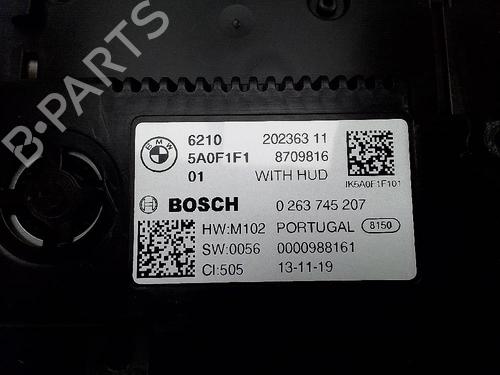 B-PARTS
BMW
6210 202363 11
5A0F1F1 8709816
01 WITH HUD
IK5A0F1F101
BOSCH 0 263 745 207
HW:M102 PORTUGAL 8150
SW:0056 0000988161
CI:505 13-11-19